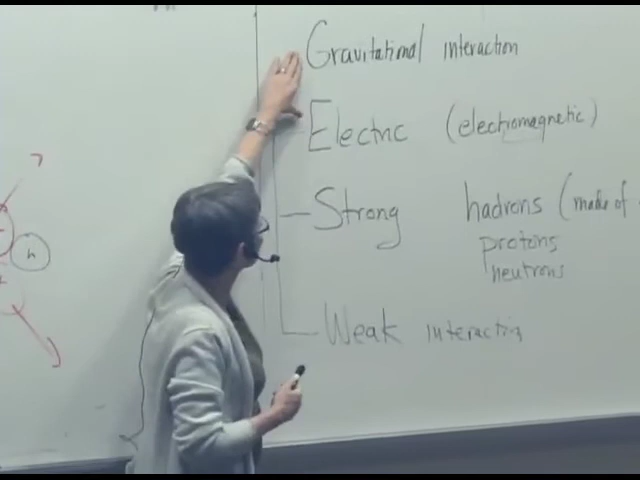 Gravitational interaction
Electric (electromagnetic)
Strong hadrons (made of
protons
neutrons
Weak interaction
n